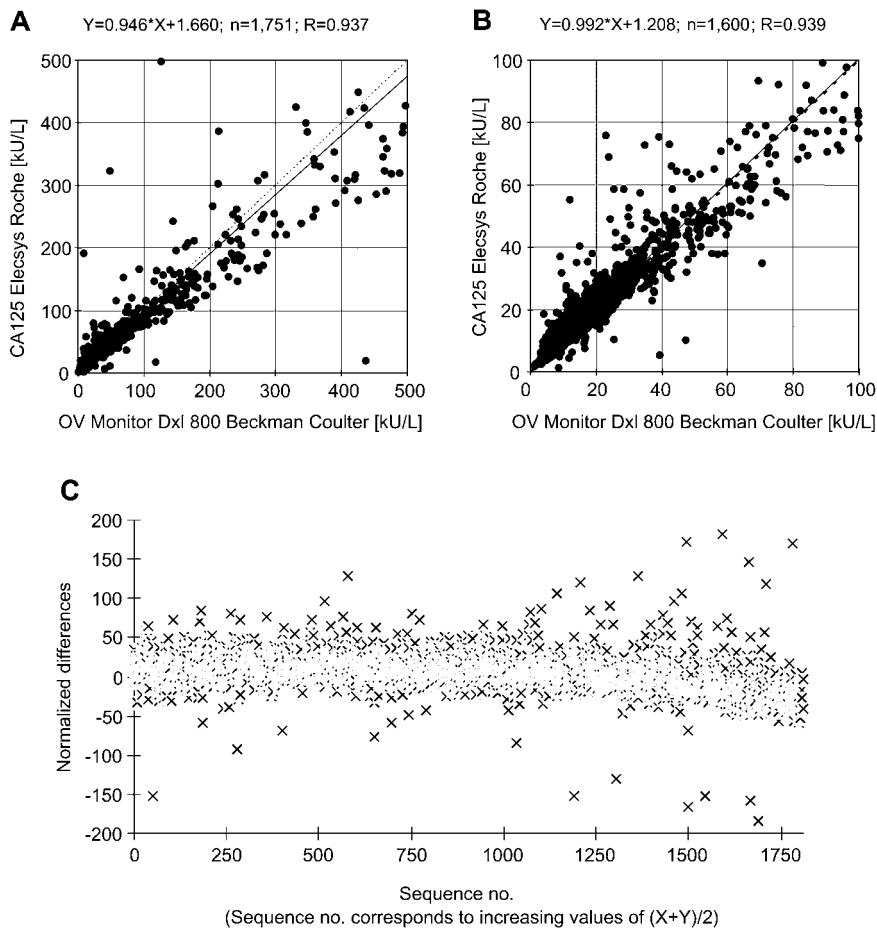 A
Y=0.946*X+1.660; n=1,751; R=0.937
500
400
300
200
100
0
0 100 200 300 400 500
CA125 Elecsys Roche [kU/L]
OV Monitor DxI 800 Beckman Coulter [kU/L]
B
Y=0.992*X+1.208; n=1,600; R=0.939
100
80
60
40
20
0
0 20 40 60 80 100
CA125 Elecsys Roche [kU/L]
OV Monitor DxI 800 Beckman Coulter [kU/L]
C
200
150
100
50
0
-50
-100
-150
-200
0 250 500 750 1000 1250 1500 1750
Normalized differences
Sequence no.
(Sequence no. corresponds to increasing values of (X+Y)/2)